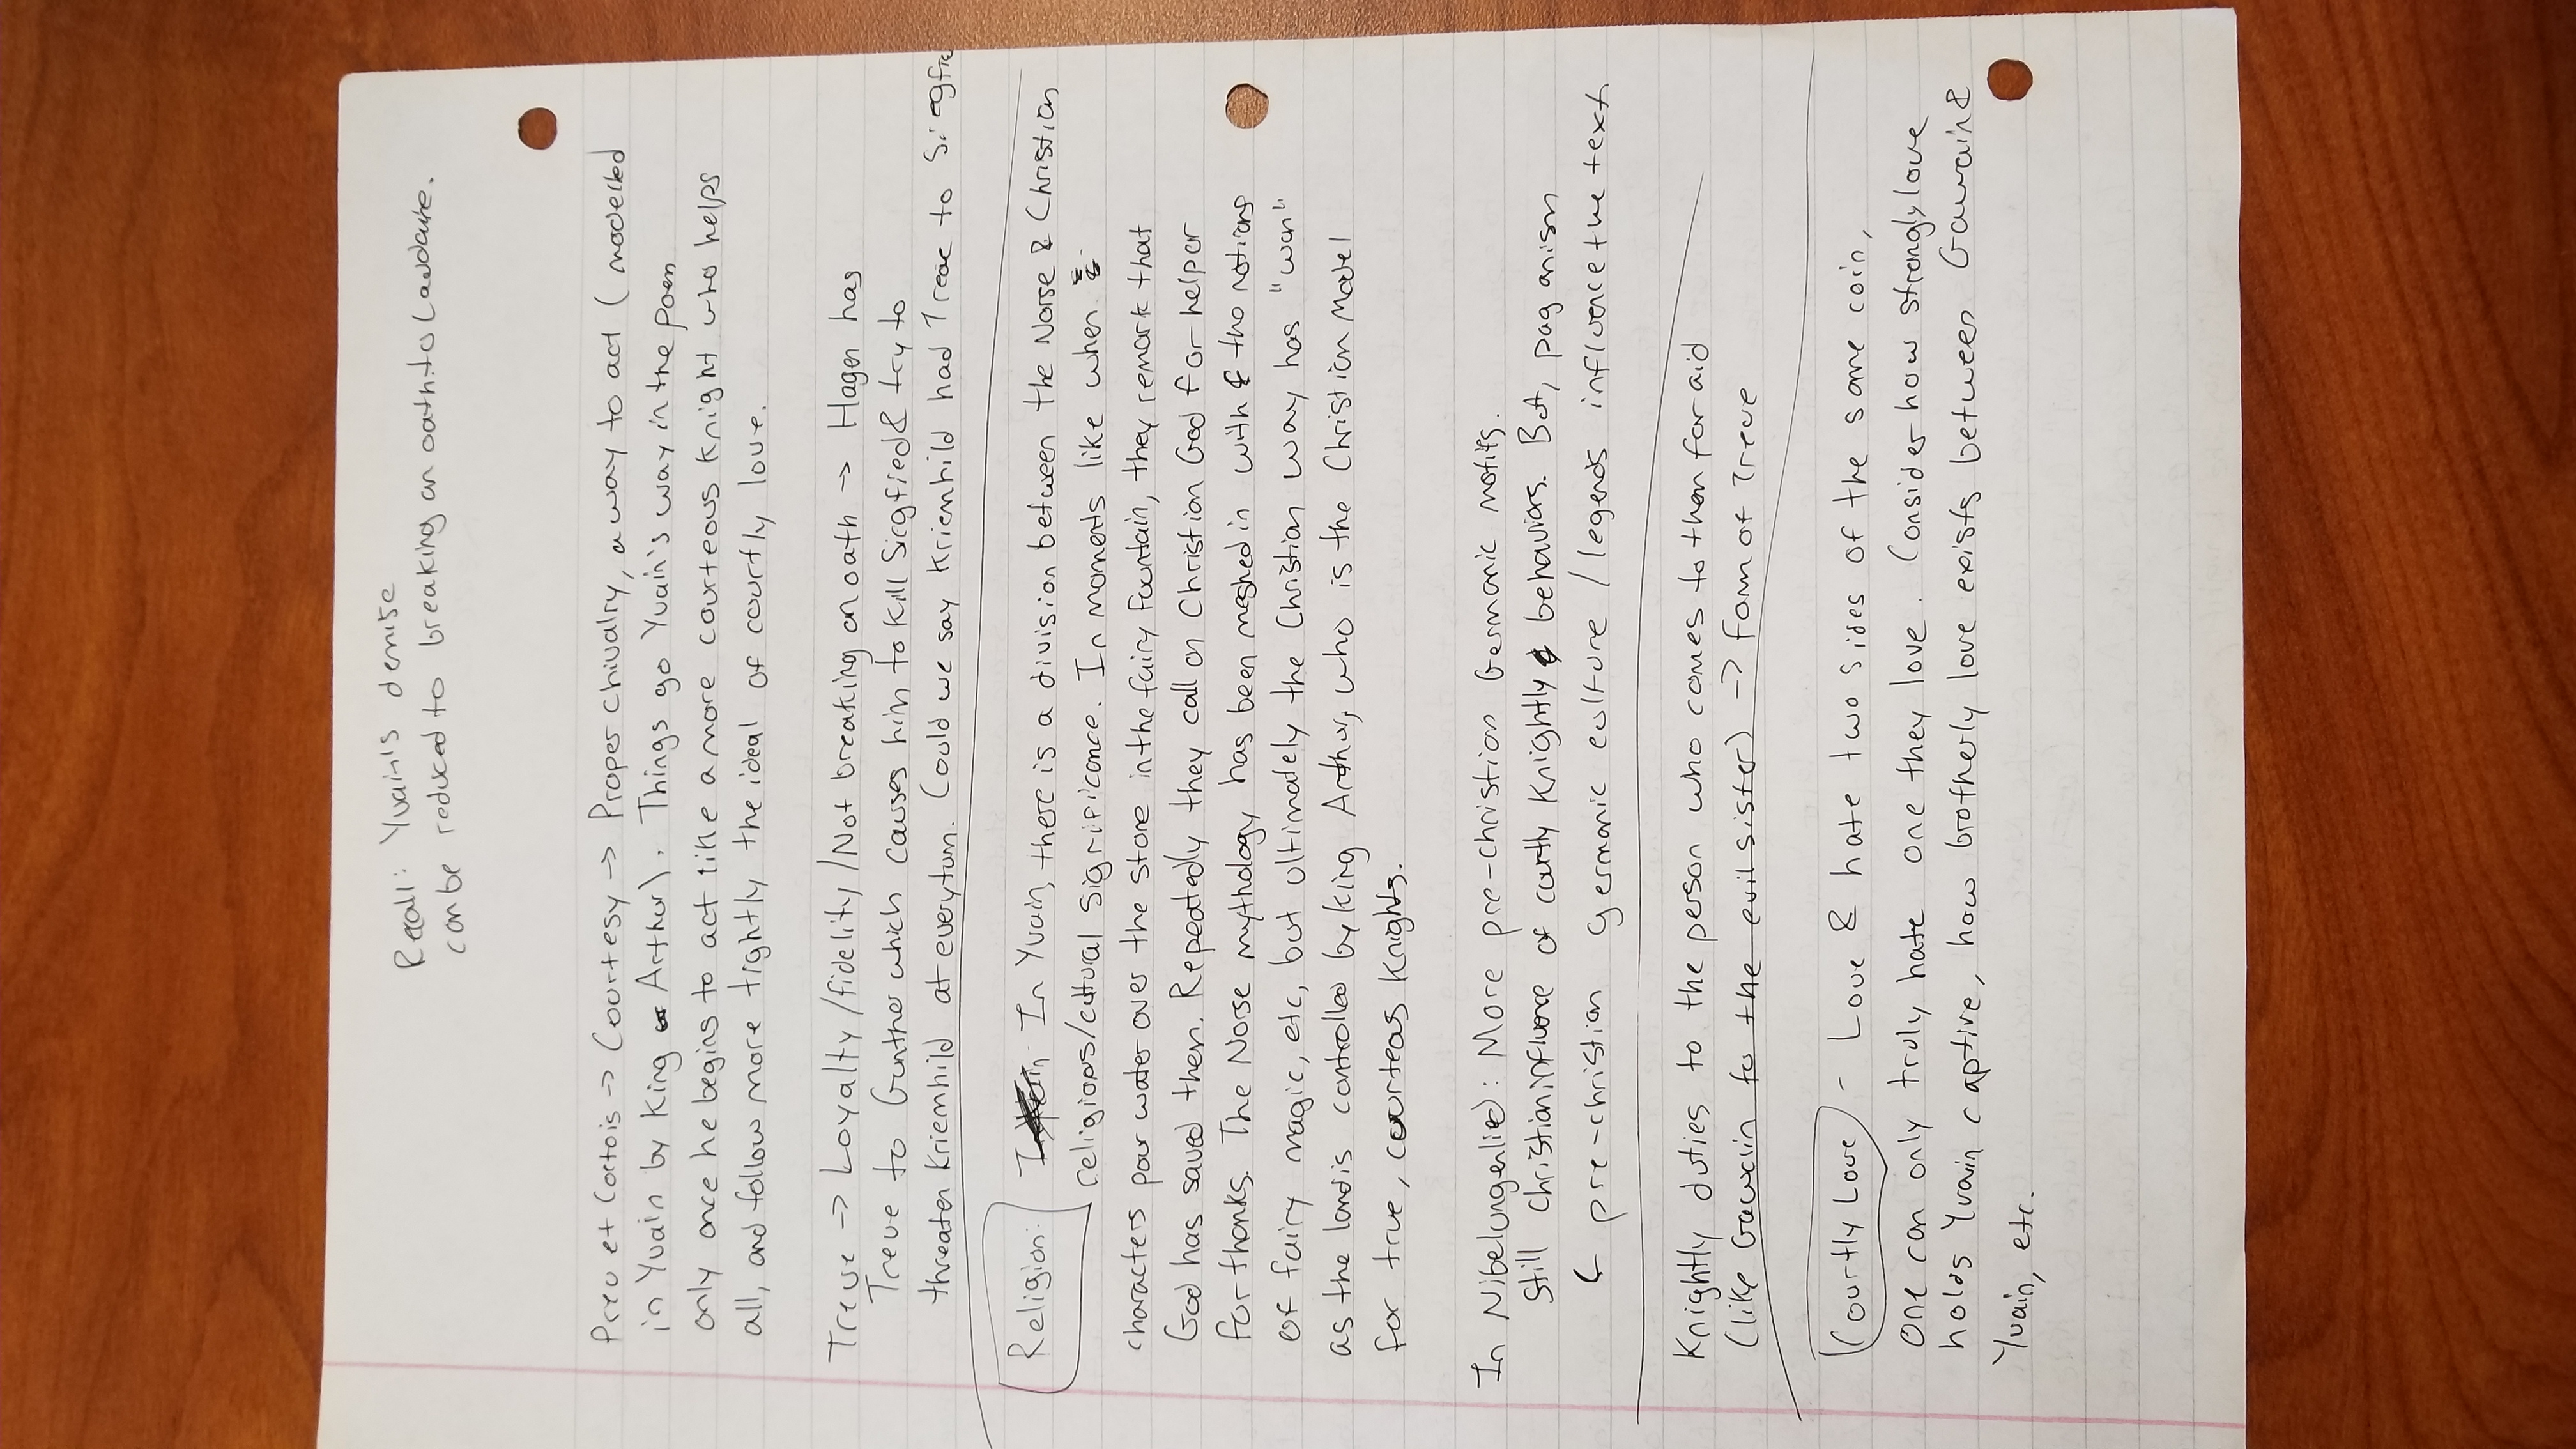 Recall: Yvain's demise
can be reduced to breaking an oath to Laudaire.
Preu et Cortois -> Courtesy -> Proper chivalry, a way to act (modelled
in Yvain by King Arthur). Things go Yvain's way in the poem
only once he begins to act like a more courteous Knight who helps
all, and follow more tightly the ideal of courtly love.
Treue -> Loyalty/fidelity/Not breaking an oath -> Hagen has
Treue to Gunther which causes him to kill Siegfried & try to
threaten Kriemhild at every turn. Could we say Kriemhild had Treue to Siegfrie
Religion: In Yvain, there is a division between the Norse & Christian
religious/cultural significance. In moments like when
characters pour water over the stone in the fairy fountain, they remark that
God has saved them. Repeatedly they call on Christian God for help or
for thanks. The Norse mythology has been meshed in with the notions
of fairy magic, etc, but ultimately the Christian way has "won"
as the land is controlled by King Arthur, who is the Christian Model
for true, courteous Knights.
In Nibelungenlied: More pre-christian Germanic motifs.
Still Christian influence of courtly Knightly behaviors. But, paganism
& pre-christian germanic culture / legends influence the text
Knightly duties to the person who comes to them for aid
(like Gawain to the evil sister) -> Form of Treue
Courtly Love - Love & hate two sides of the same coin,
one can only truly hate one they love. Consider how strongly love
holds Yvain captive, how brotherly love exists between Gawain &
Yvain, etc.